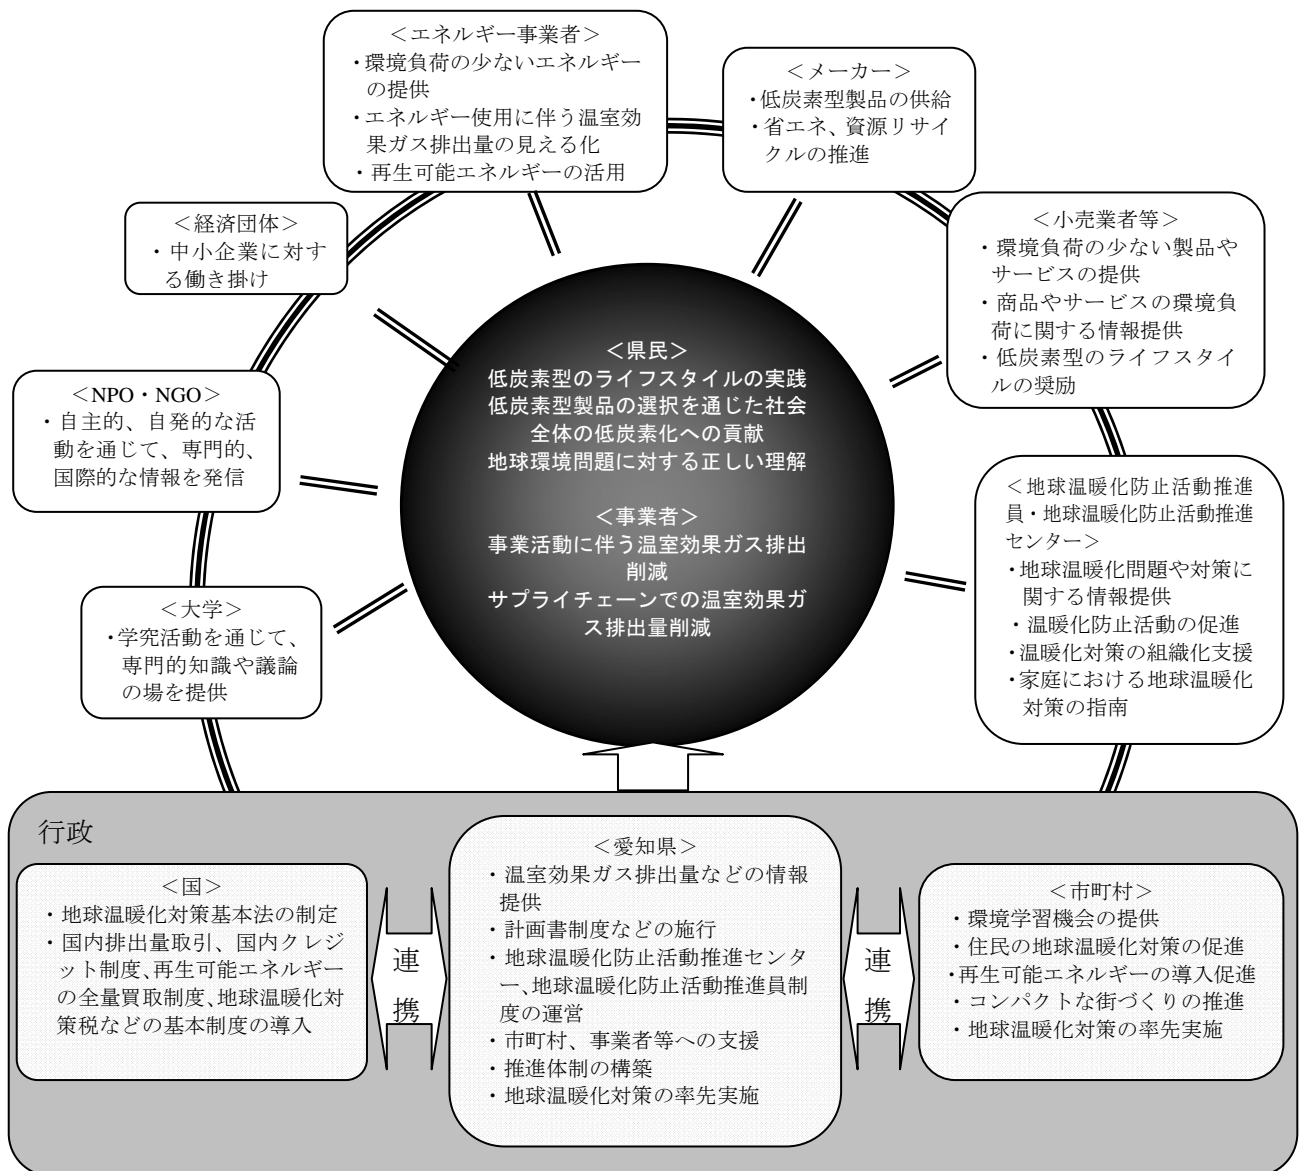 ＜エネルギー事業者＞
・環境負荷の少ないエネルギー
の提供
・エネルギー使用に伴う温室効
果ガス排出量の見える化
・再生可能エネルギーの活用
＜メーカー＞
・低炭素型製品の供給
・省エネ、資源リサイ
クルの推進
＜経済団体＞
・中小企業に対す
る働き掛け
＜小売業者等＞
・環境負荷の少ない製品や
サービスの提供
・商品やサービスの環境負
荷に関する情報提供
・低炭素型のライフスタイ
ルの奨励
＜NPO・NGO＞
・自主的、自発的な活
動を通じて、専門的、
国際的な情報を発信
＜県民＞
低炭素型のライフスタイルの実践
低炭素型製品の選択を通じた社会
全体の低炭素化への貢献
地球環境問題に対する正しい理解
＜事業者＞
事業活動に伴う温室効果ガス排出
削減
サプライチェーンでの温室効果ガ
ス排出量削減
＜地球温暖化防止活動推進
員・地球温暖化防止活動推進
センター＞
・地球温暖化問題や対策に
関する情報提供
・温暖化防止活動の促進
・温暖化対策の組織化支援
・家庭における地球温暖化
対策の指南
＜大学＞
・学究活動を通じて、
専門的知識や議論
の場を提供
行政
＜国＞
・地球温暖化対策基本法の制定
・国内排出量取引、国内クレジ
ット制度、再生可能エネルギー
の全量買取制度、地球温暖化対
策税などの基本制度の導入
連
携
＜愛知県＞
・温室効果ガス排出量などの情報
提供
・計画書制度などの施行
・地球温暖化防止活動推進センタ
ー、地球温暖化防止活動推進員制
度の運営
・市町村、事業者等への支援
・推進体制の構築
・地球温暖化対策の率先実施
連
携
＜市町村＞
・環境学習機会の提供
・住民の地球温暖化対策の促進
・再生可能エネルギーの導入促進
・コンパクトな街づくりの推進
・地球温暖化対策の率先実施